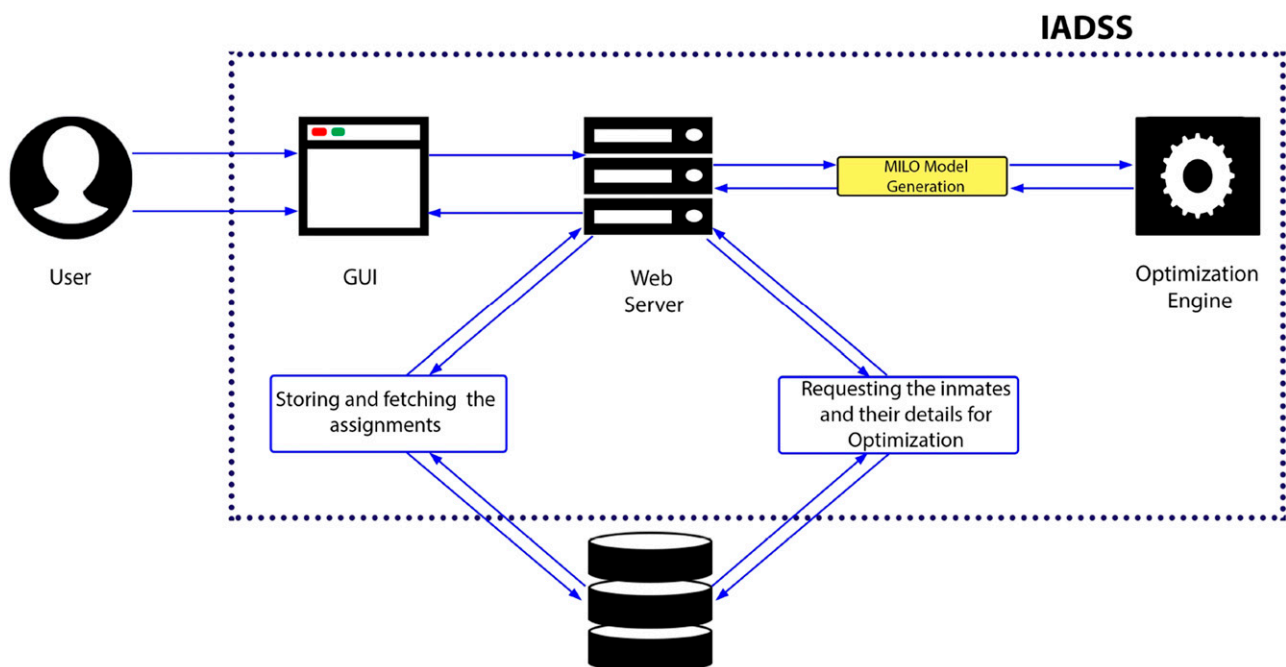 IADSS
MILO Model
Generation
User
GUI
Web
Server
Optimization
Engine
Storing and fetching the
assignments
Requesting the inmates
and their details for
Optimization